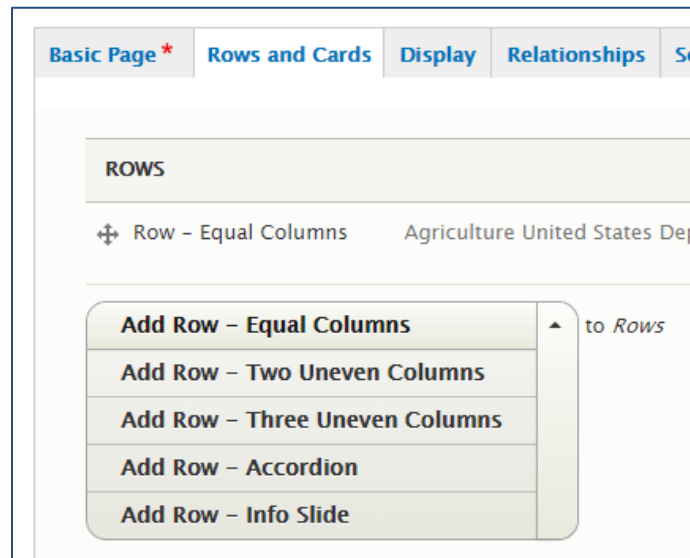 Basic Page * Rows and Cards Display Relationships
ROWS
Row – Equal Columns Agriculture United States
Add Row – Equal Columns to Rows
Add Row – Two Uneven Columns
Add Row – Three Uneven Columns
Add Row – Accordion
Add Row – Info Slide